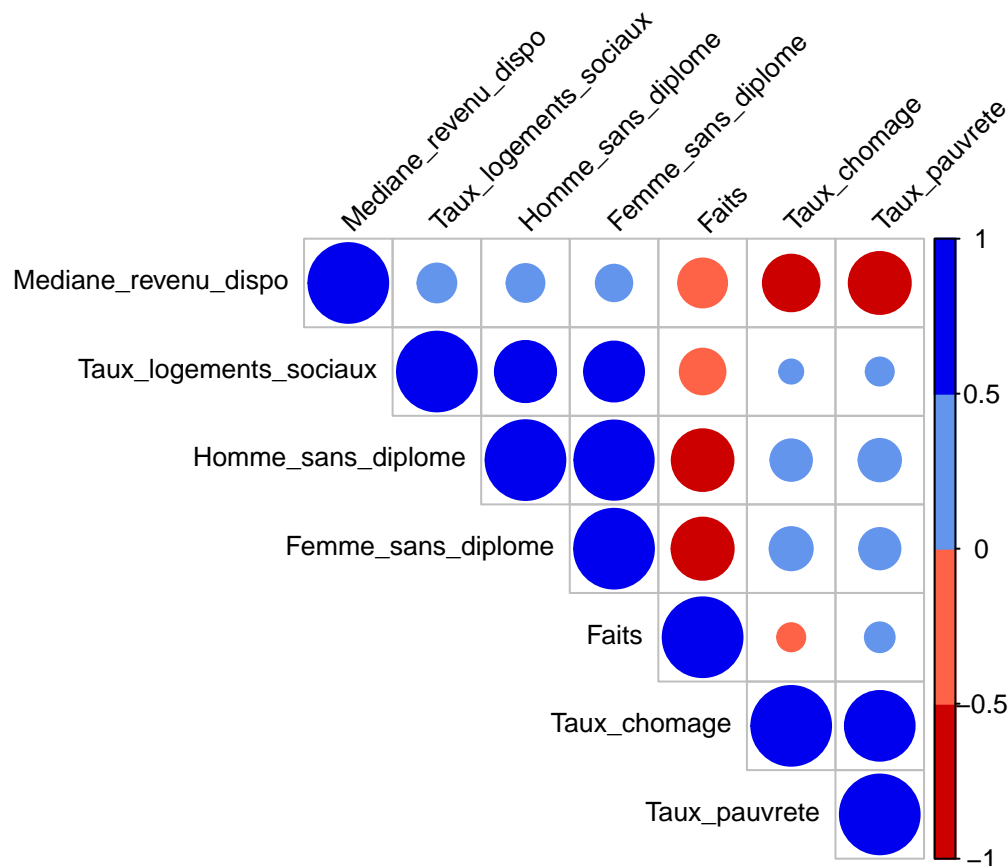 Mediane_revenu_dispo
Taux_logements_sociaux
Homme_sans_diplome
Femme_sans_diplome
Faits
Taux_chomage
Taux_pauvrete
Mediane_revenu_dispo
Taux_logements_sociaux
Homme_sans_diplome
Femme_sans_diplome
Faits
Taux_chomage
Taux_pauvrete
1
0.5
0
−0.5
−1